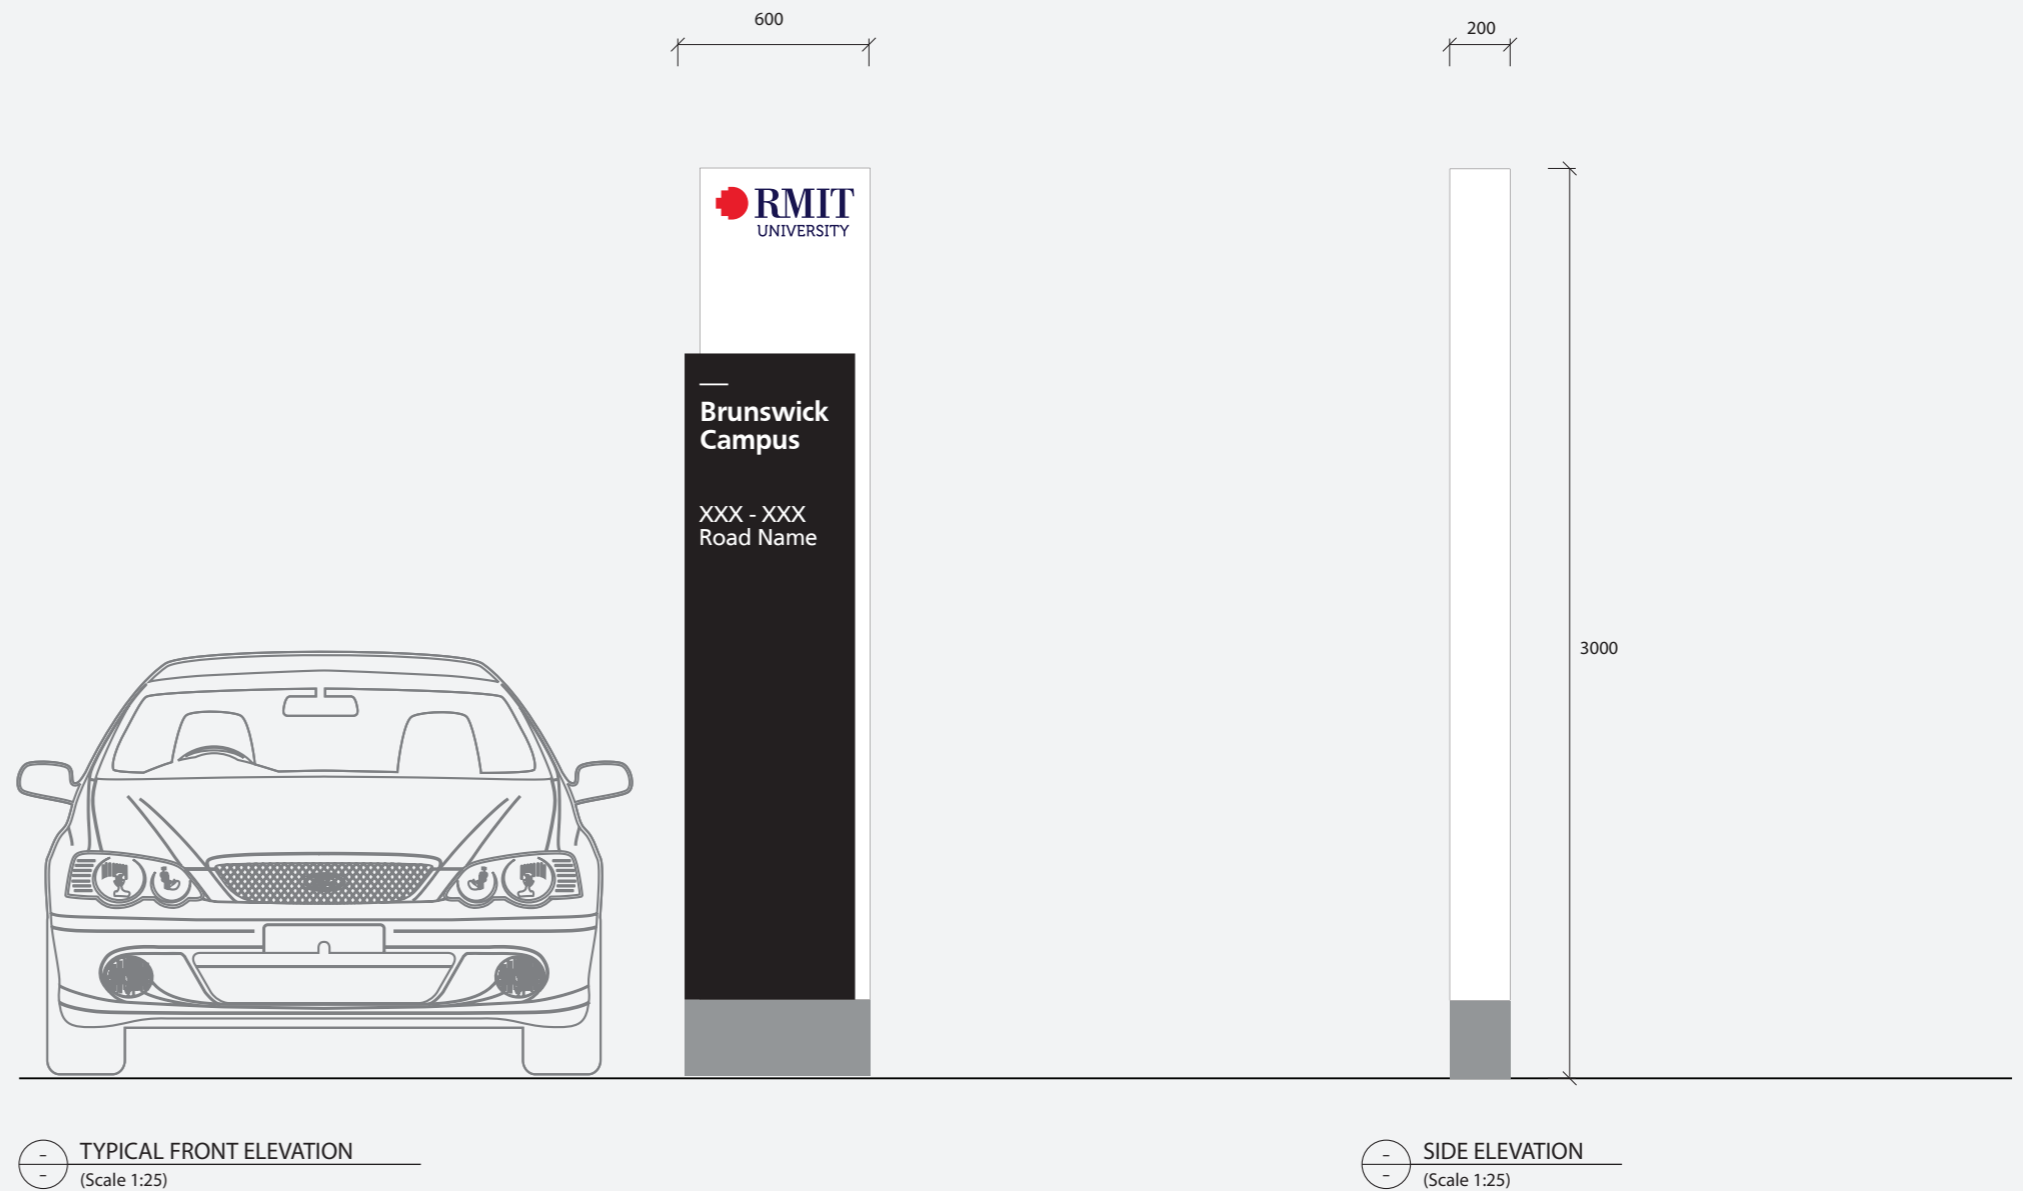 600
200
RMIT
UNIVERSITY
Brunswick
Campus
XXX - XXX
Road Name
3000
TYPICAL FRONT ELEVATION
(Scale 1:25)
SIDE ELEVATION
(Scale 1:25)